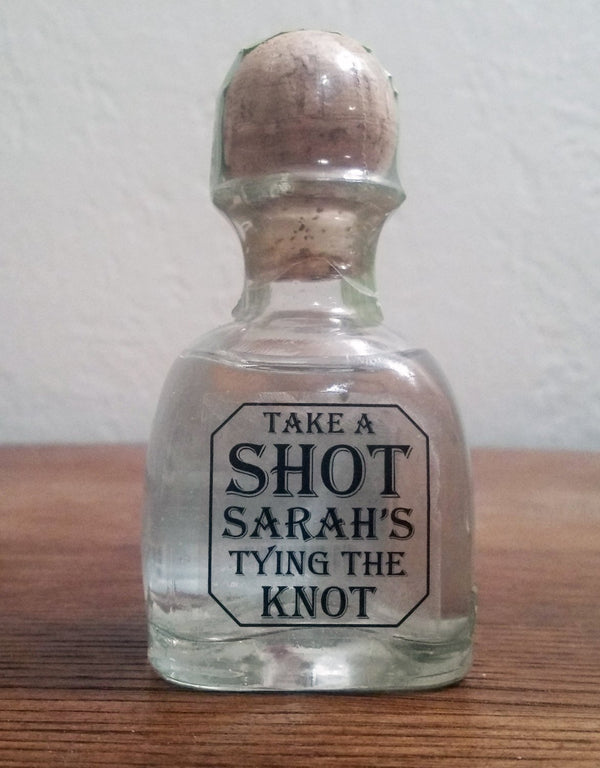 TAKE A
SHOT
SARAH'S
TYING THE
KNOT